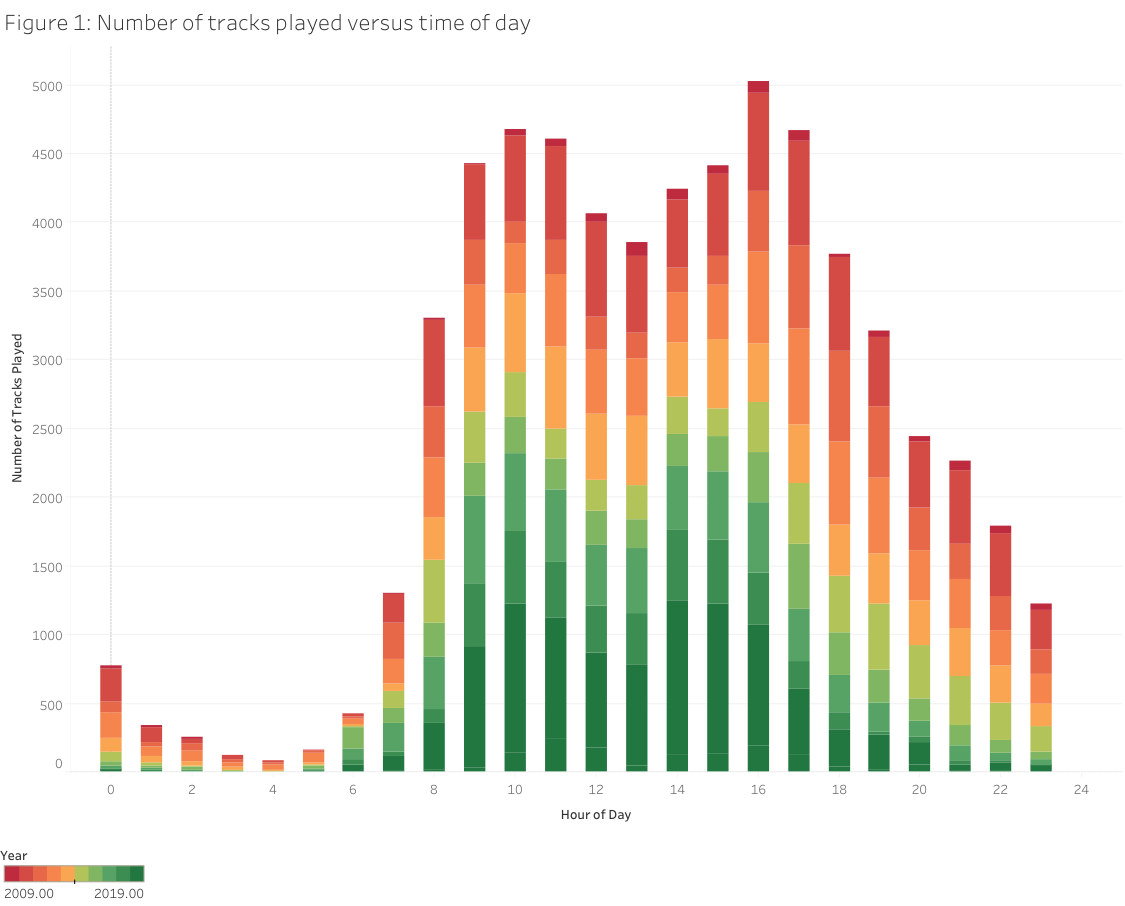 Figure 1: Number of tracks played versus time of day
Number of Tracks Played
5000
4500
4000
3500
3000
2500
2000
1500
1000
500
0
0 2 4 6 8 10 12 14 16 18 20 22 24
Hour of Day
Year
2009.00 2019.00